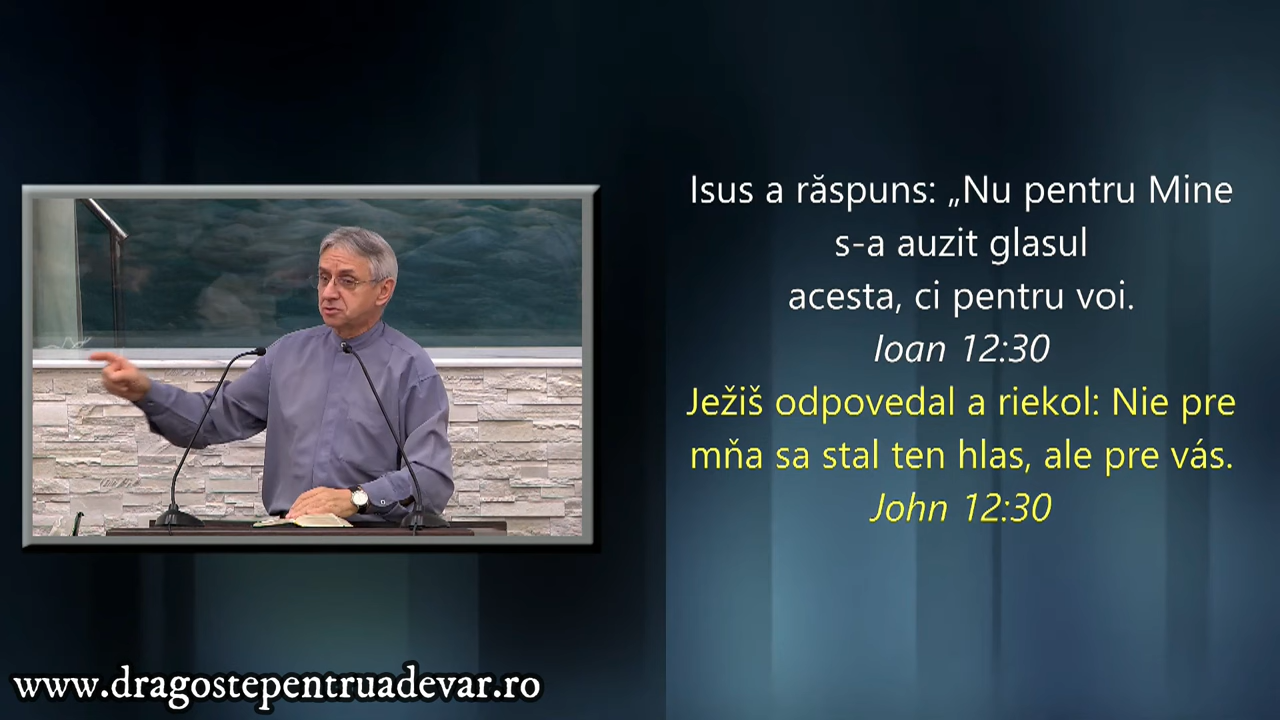 Isus a răspuns: „Nu pentru Mine
s-a auzit glasul
acesta, ci pentru voi.
Ioan 12:30
Ježiš odpovedal a riekol: Nie pre
mňa sa stal ten hlas, ale pre vás.
John 12:30
www.dragostepentruadevar.ro